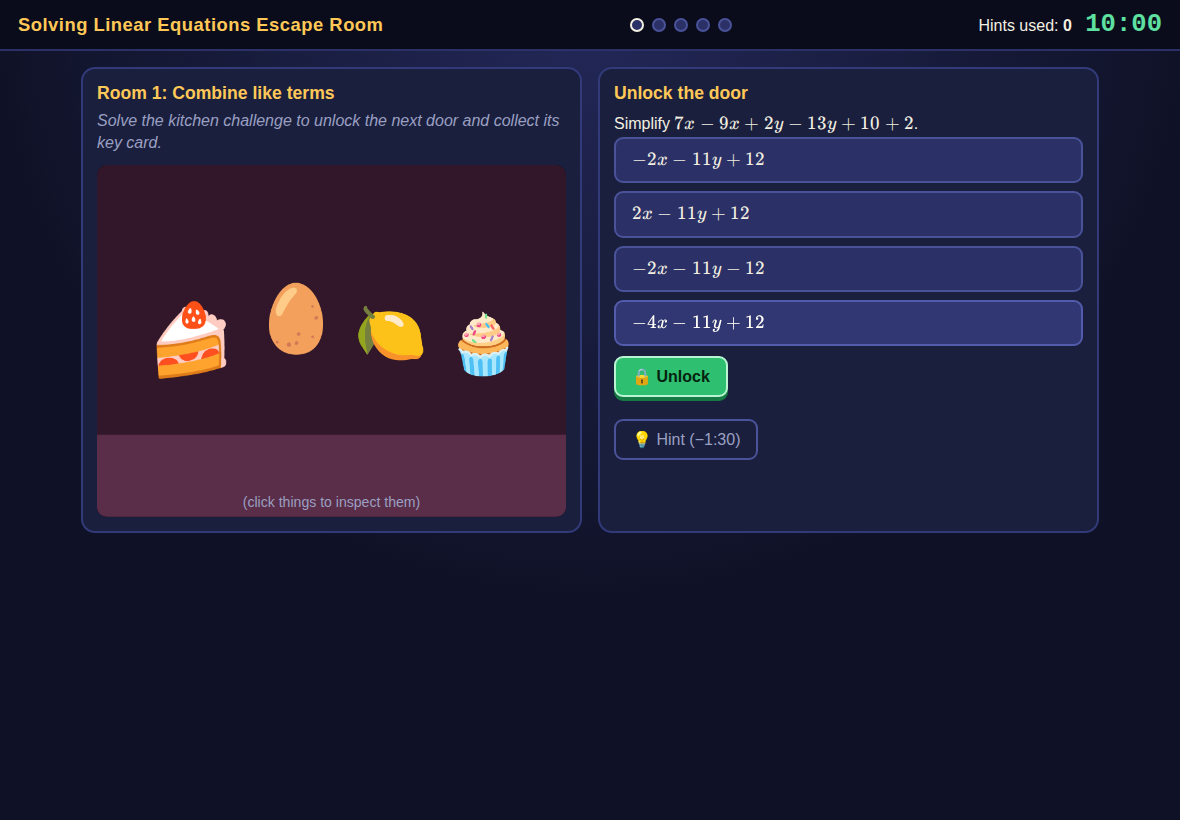 Solving Linear Equations Escape Room
Hints used: 0 10:00
Room 1: Combine like terms
Solve the kitchen challenge to unlock the next door and collect its
key card.
(click things to inspect them)
Unlock the door
Simplify 7x − 9x + 2y − 13y + 10 + 2.
−2x − 11y + 12
2x − 11y + 12
−2x − 11y − 12
−4x − 11y + 12
🔒 Unlock
💡 Hint (−1:30)